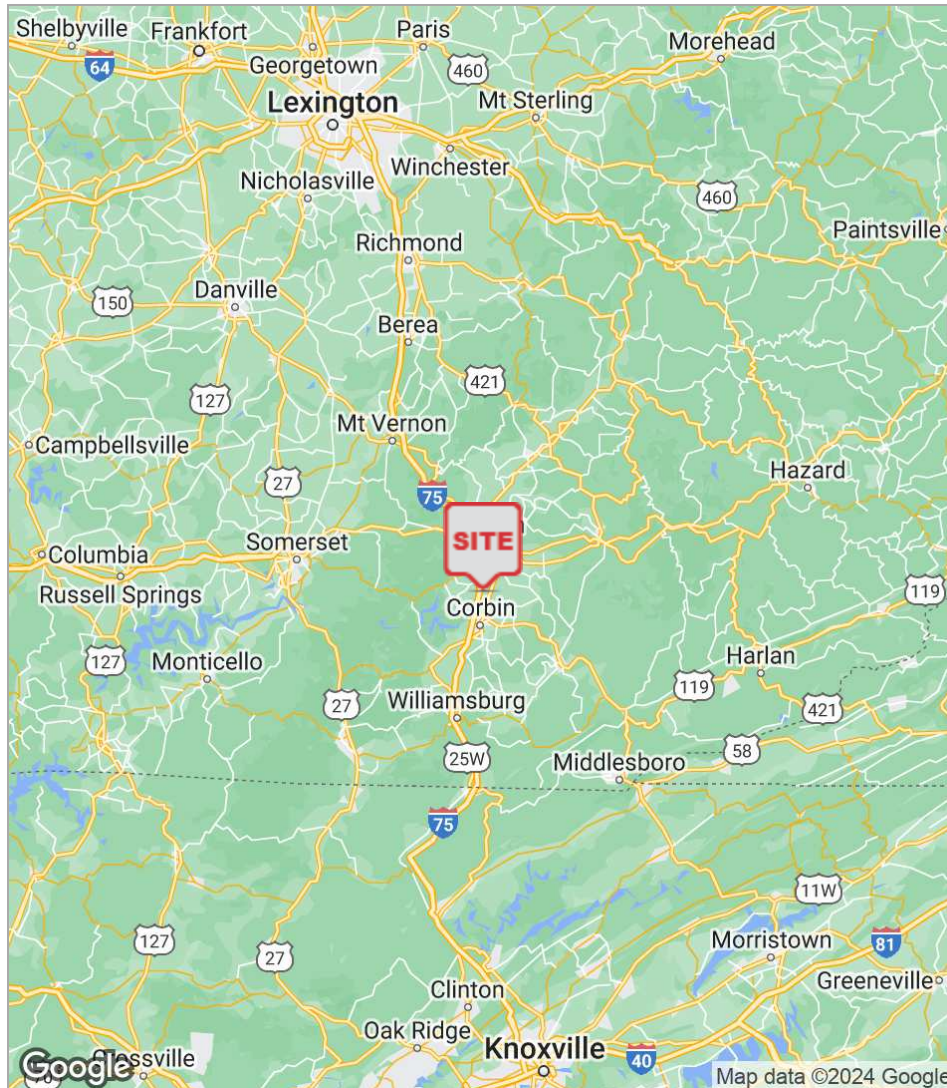 Shelbyville
Frankfort
Paris
Morehead
64
Georgetown
460
Lexington
Mt Sterling
Winchester
Nicholasville
460
Richmond
Paintsville
150
Danville
Berea
421
127
Mt Vernon
Campbellsville
27
75
Hazard
SITE
Somerset
Columbia
Russell Springs
119
Corbin
127
Monticello
Harlan
119
27
Williamsburg
421
58
25W
Middlesboro
75
11W
127
27
Morristown
81
Greeneville
Clinton
Oak Ridge
Knoxville
40
Google
Map data ©2024 Google